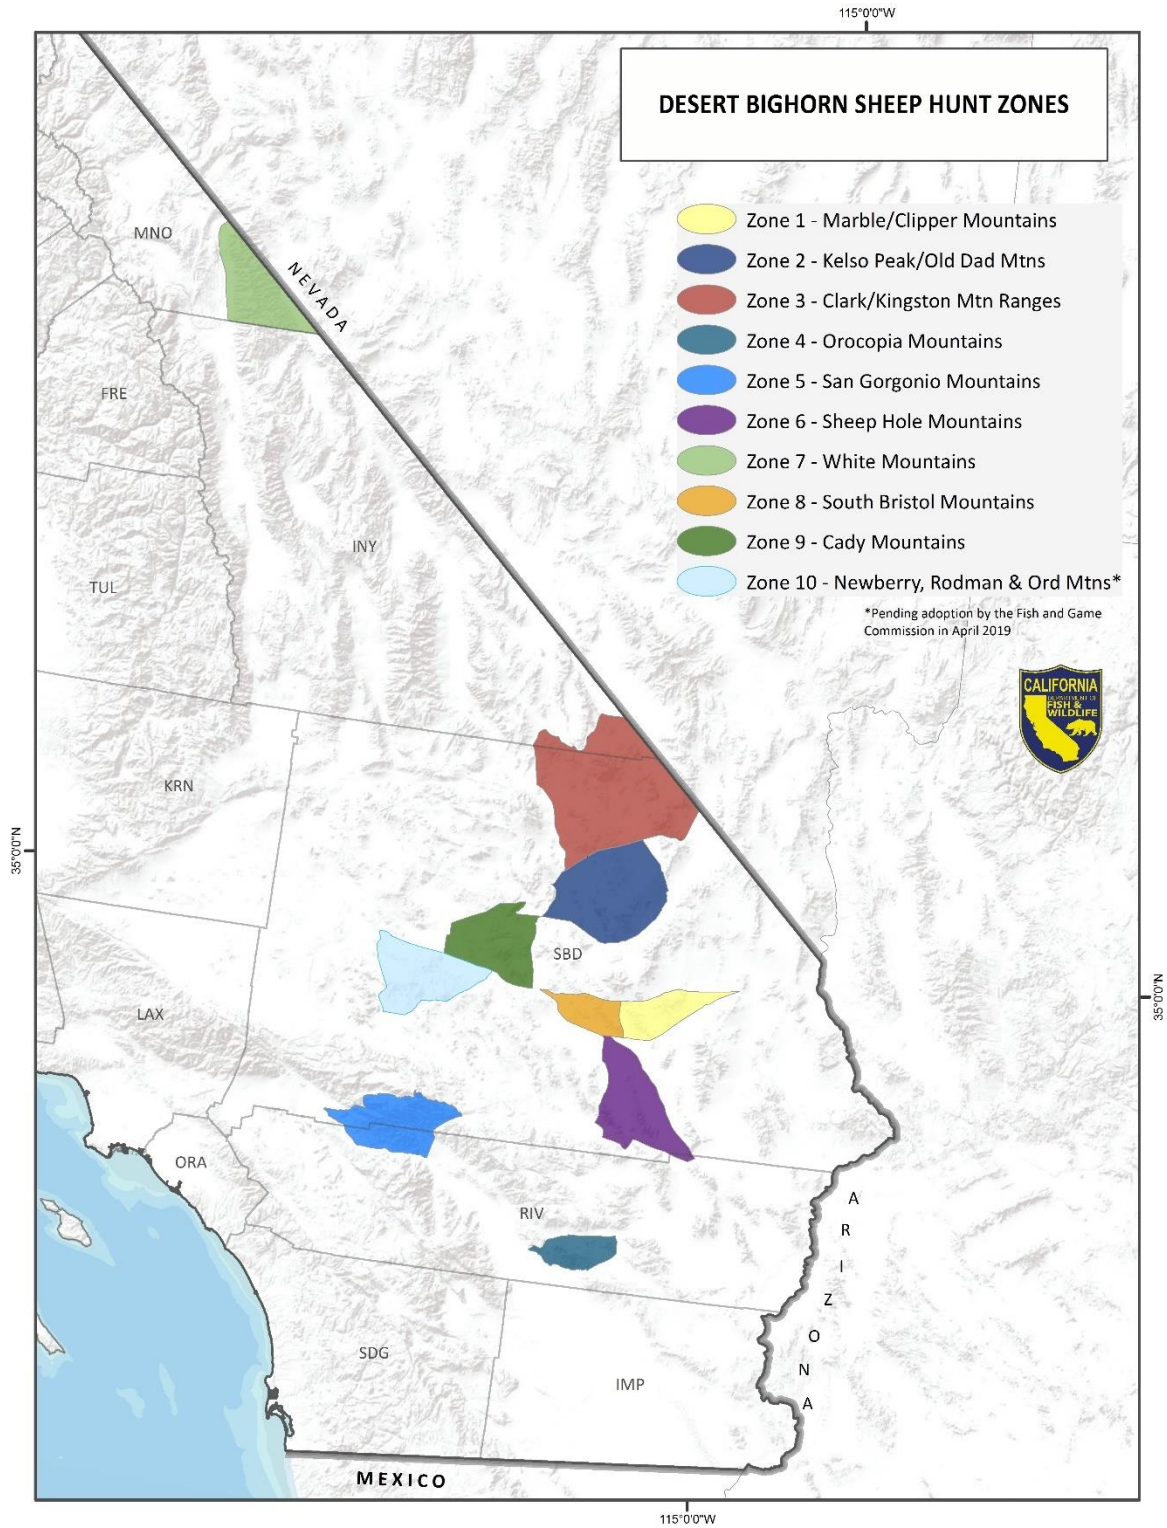 115°0'0"W
DESERT BIGHORN SHEEP HUNT ZONES
Zone 1 - Marble/Clipper Mountains
Zone 2 - Kelso Peak/Old Dad Mtns
Zone 3 - Clark/Kingston Mtn Ranges
Zone 4 - Orocopia Mountains
Zone 5 - San Gorgonio Mountains
Zone 6 - Sheep Hole Mountains
Zone 7 - White Mountains
Zone 8 - South Bristol Mountains
Zone 9 - Cady Mountains
Zone 10 - Newberry, Rodman & Ord Mtns*
*Pending adoption by the Fish and Game
Commission in April 2019
CALIFORNIA
DEPARTMENT OF
FISH &
WILDLIFE
MNO
NEVADA
FRE
INY
TUL
KRN
35°0'0"N
SBD
35°0'0"N
LAX
ORA
RIV
ARIZONA
SDG
IMP
MEXICO
115°0'0"W